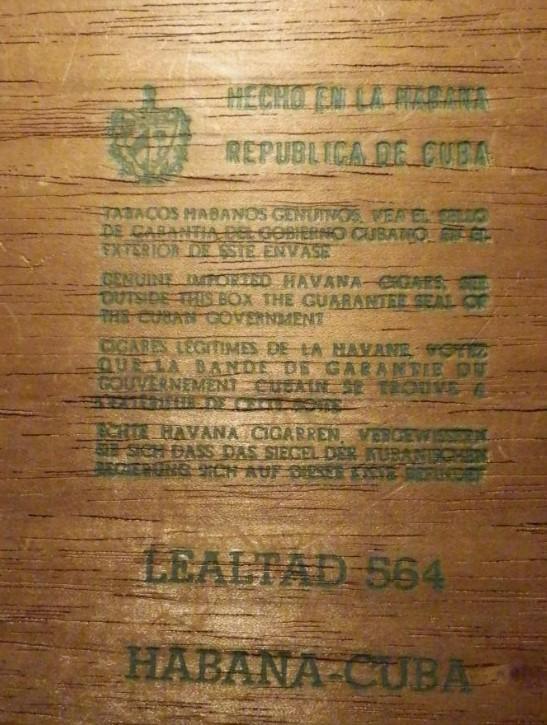 HECHO EN LA HABANA
REPUBLICA DE CUBA
TABACOS HABANOS GENUINOS, VEA EL SELLO
DE GARANTIA DEL GOBIERNO CUBANO, EN EL
EXTERIOR DE ESTE ENVASE
GENUINE IMPORTED HAVANA CIGARS, SEE
OUTSIDE THIS BOX THE GUARANTEE SEAL OF
THE CUBAN GOVERNMENT
CIGARES LEGITIMES DE LA HAVANE, VOYEZ
QUE LA BANDE DE GARANTIE DU
GOUVERNEMENT CUBAIN SE TROUVE A
L'EXTERIEUR DE CETTE BOITE
ECHTE HAVANA CIGARREN, VERGEWISSERN
SIE SICH DASS DAS SIEGEL DER KUBANISCHEN
REGIERUNG SICH AUF DIESER KISTE BEFINDET
LEALTAD 564
HABANA-CUBA